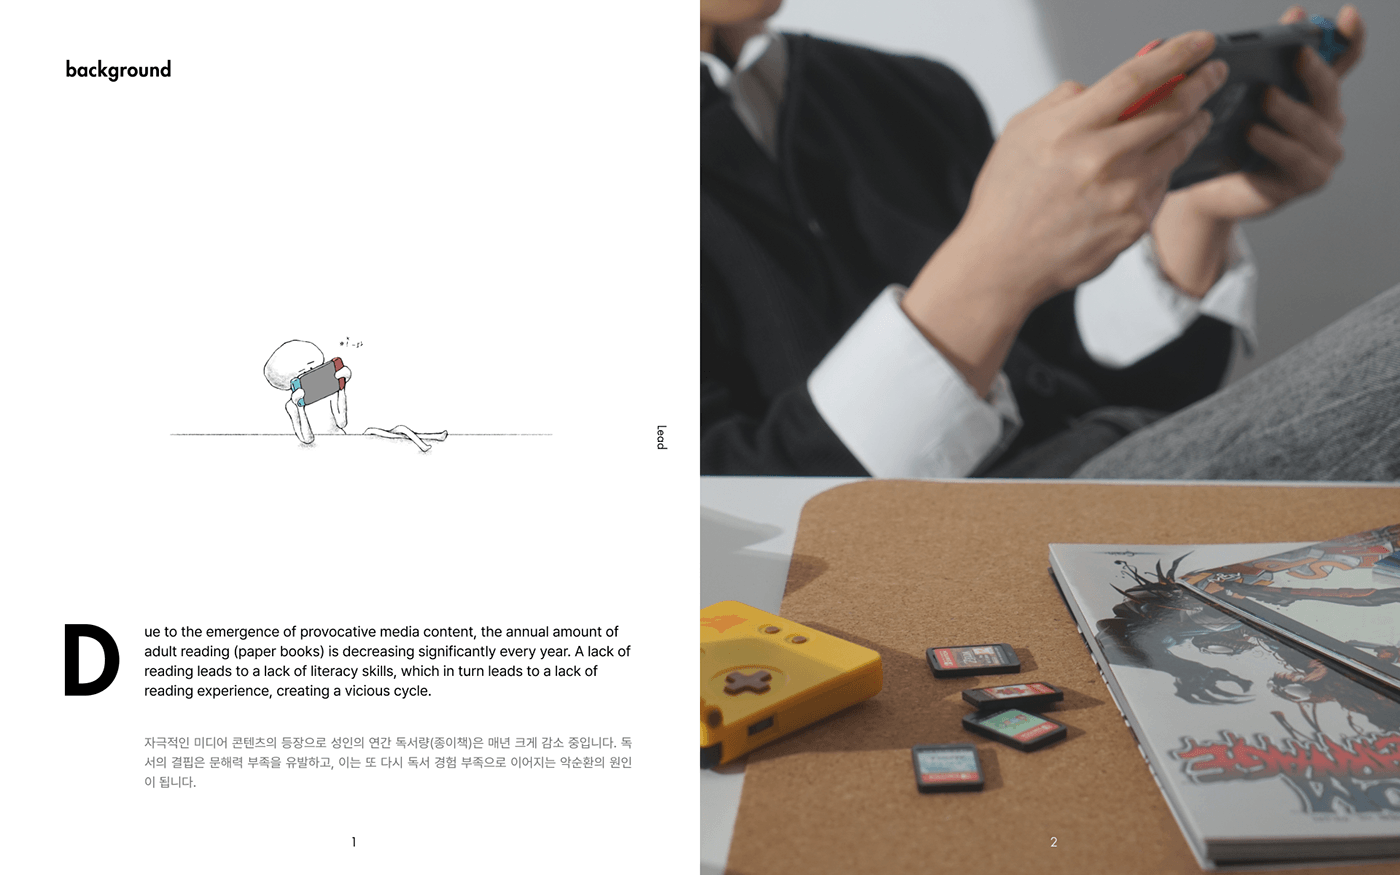 background
Lead
Due to the emergence of provocative media content, the annual amount of
adult reading (paper books) is decreasing significantly every year. A lack of
reading leads to a lack of literacy skills, which in turn leads to a lack of
reading experience, creating a vicious cycle.
자극적인 미디어 콘텐츠의 등장으로 성인의 연간 독서량(종이책)은 매년 크게 감소 중입니다. 독
서의 결핍은 문해력 부족을 유발하고, 이는 또 다시 독서 경험 부족으로 이어지는 악순환의 원인
이 됩니다.
1
2